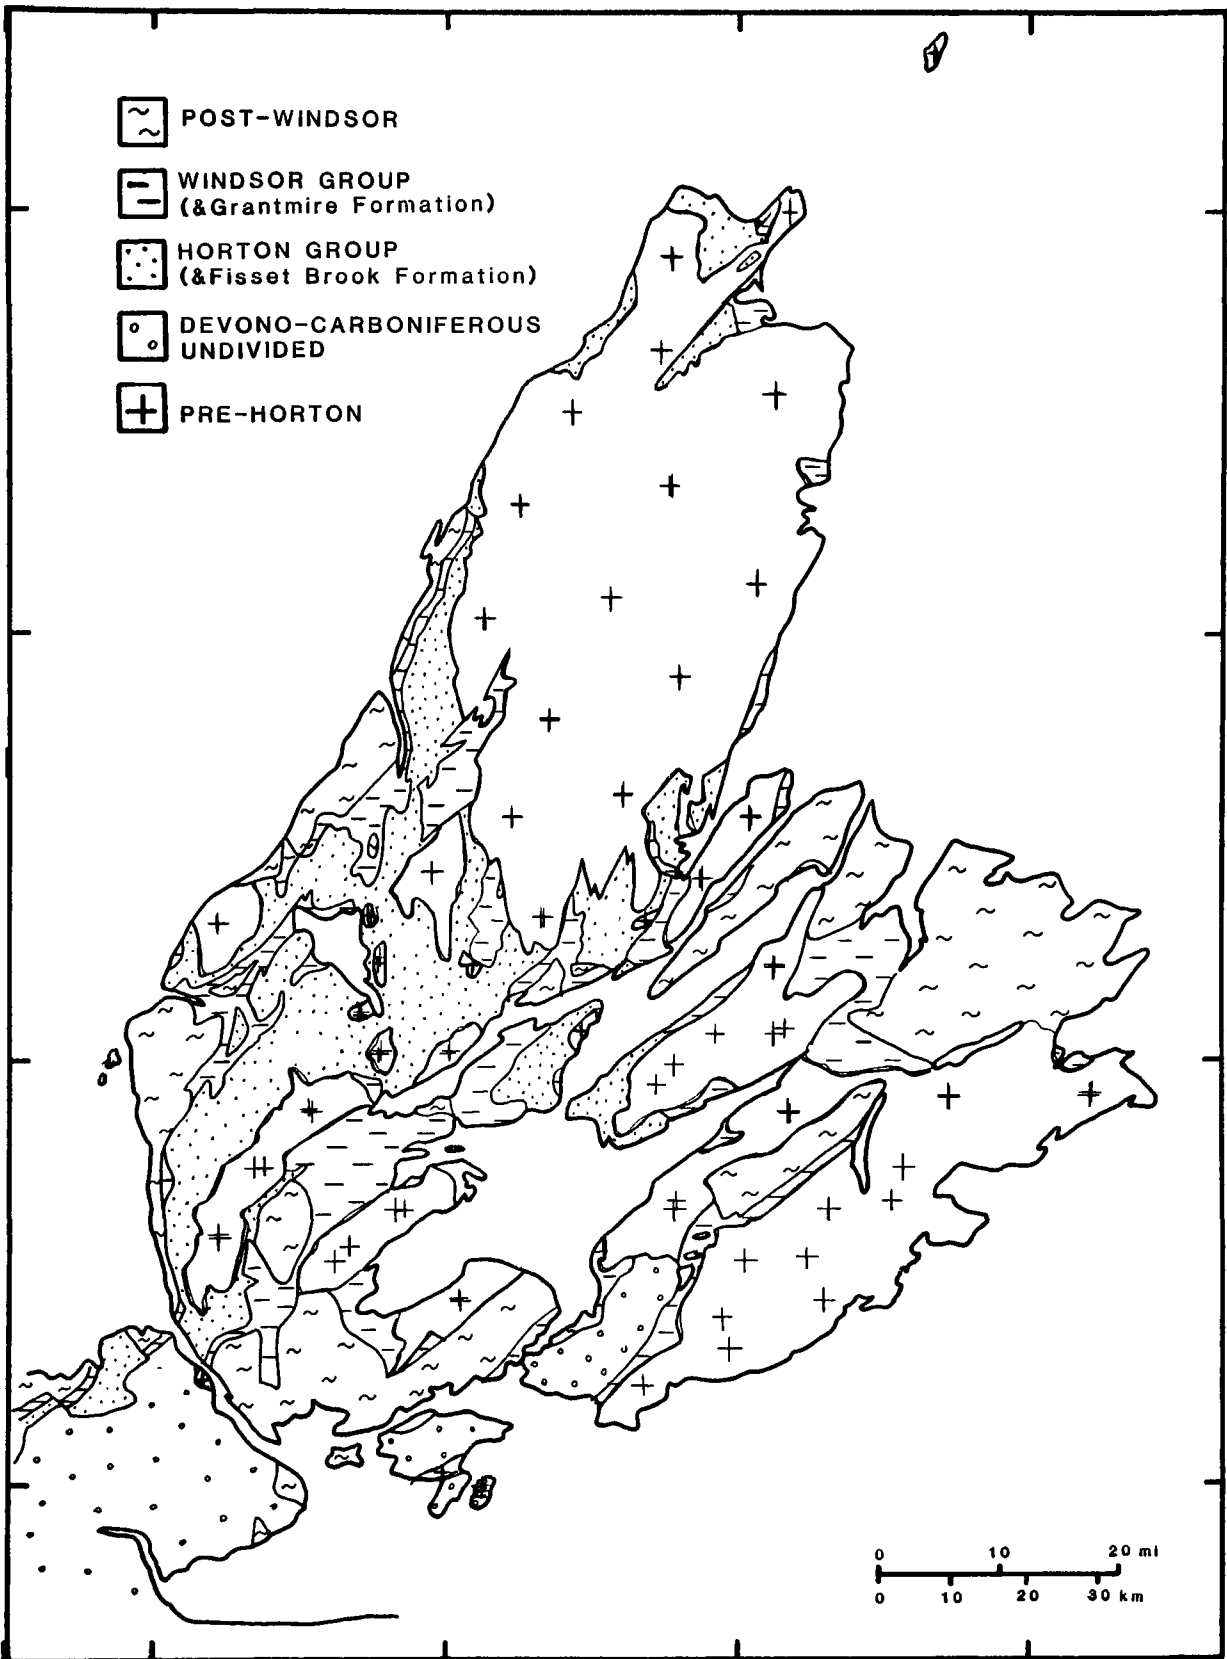 POST-WINDSOR
WINDSOR GROUP
(&Grantmire Formation)
HORTON GROUP
(&Fisset Brook Formation)
DEVONO-CARBONIFEROUS
UNDIVIDED
PRE-HORTON
0 10 20 mi
0 10 20 30 km